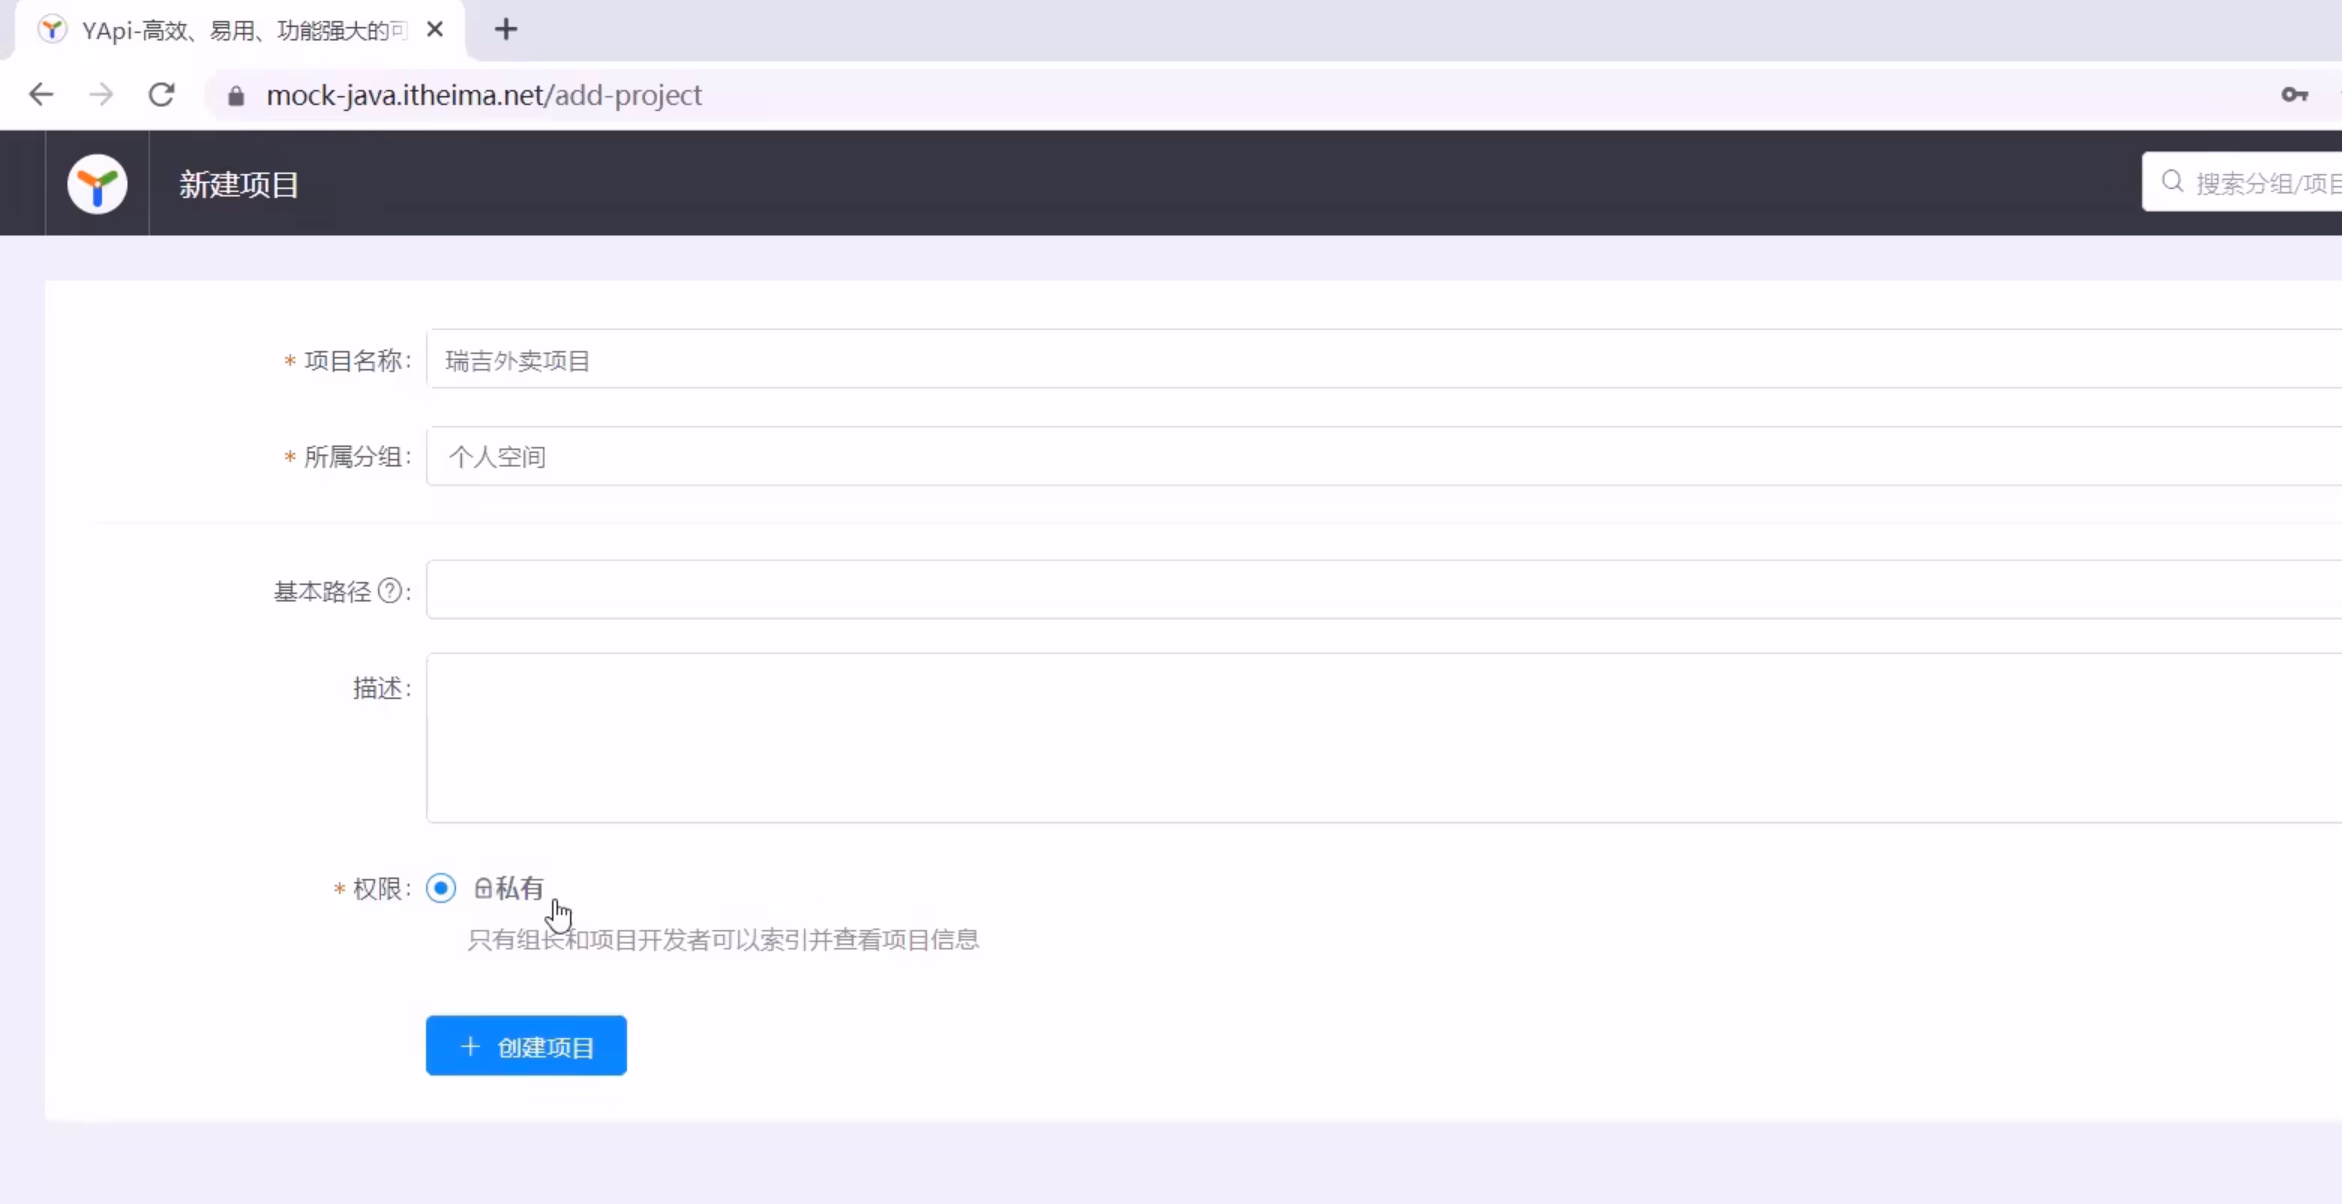 YApi-高效、易用、功能强大的可
mock-java.itheima.net/add-project
新建项目
搜索分组/项目
* 项目名称: 瑞吉外卖项目
* 所属分组: 个人空间
基本路径?:
描述:
* 权限: 私有
只有组长和项目开发者可以索引并查看项目信息
+ 创建项目